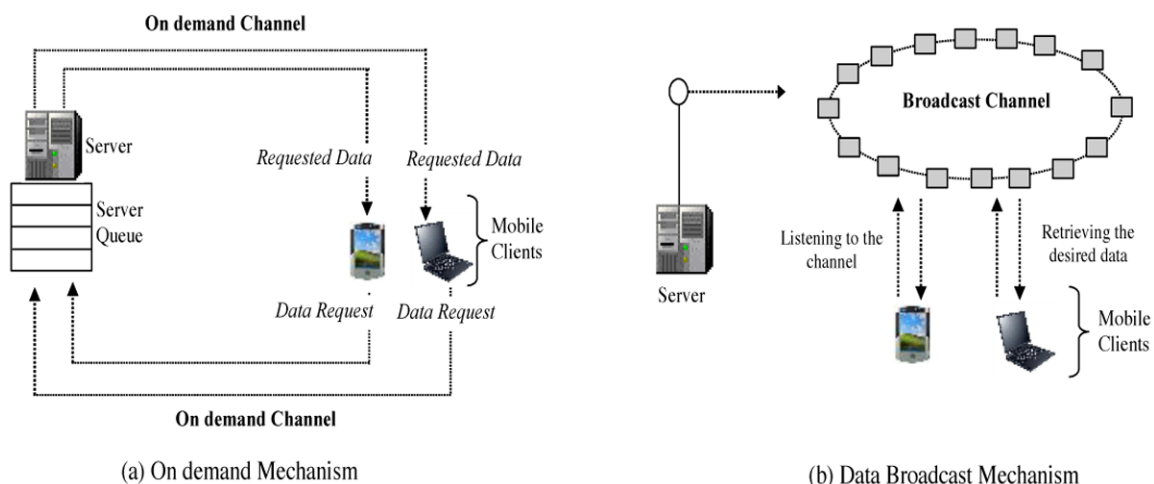 On demand Channel
Server
Requested Data
Requested Data
Server
Queue
Mobile
Clients
Data Request
Data Request
On demand Channel
(a) On demand Mechanism
Broadcast Channel
Server
Listening to the
channel
Retrieving the
desired data
Mobile
Clients
(b) Data Broadcast Mechanism